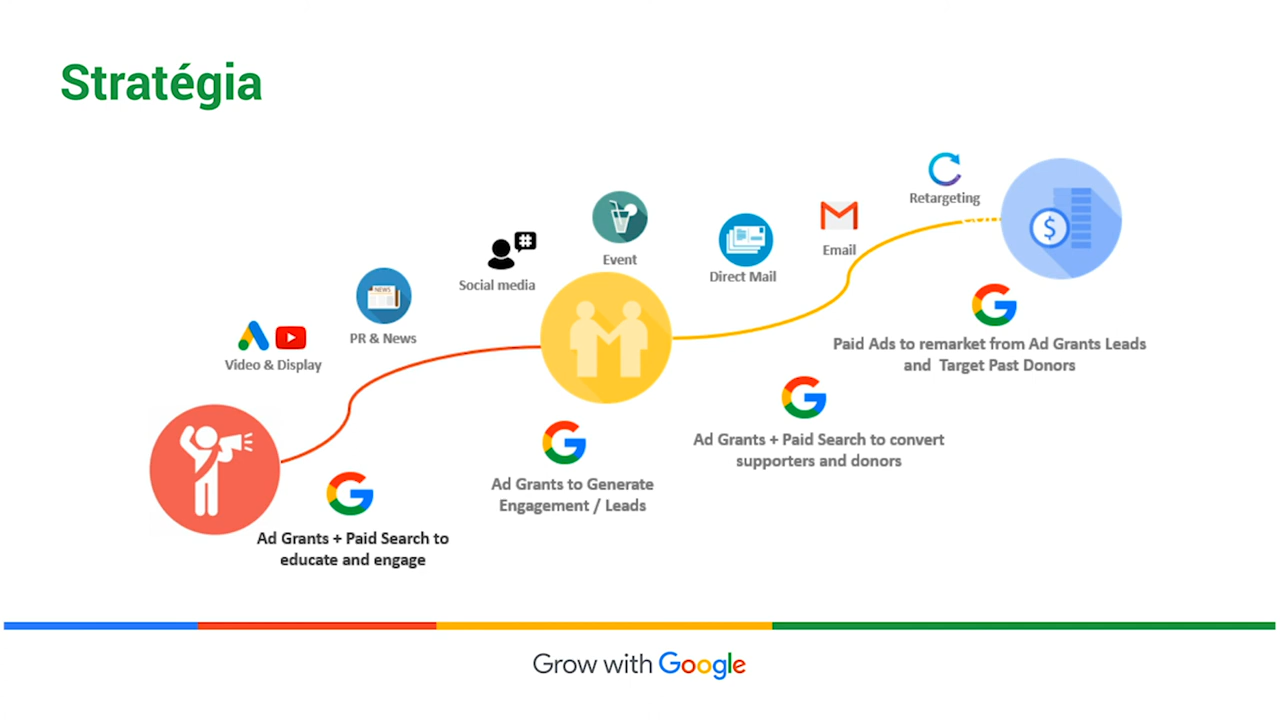 Stratégia
Retargeting
Email
Event
Direct Mail
Social media
PR & News
Video & Display
NEWS
Paid Ads to remarket from Ad Grants Leads
and Target Past Donors
Ad Grants + Paid Search to convert
supporters and donors
Ad Grants to Generate
Engagement / Leads
Ad Grants + Paid Search to
educate and engage
Grow with Google